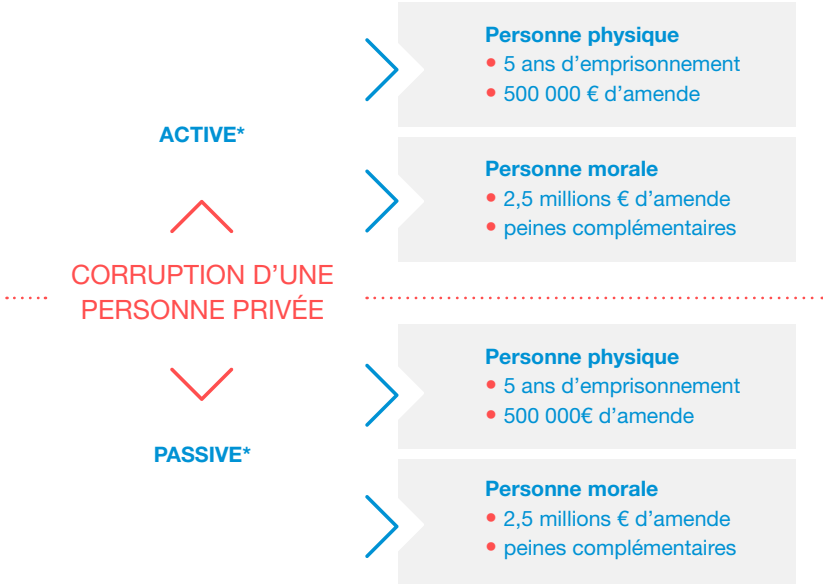 Personne physique
• 5 ans d’emprisonnement
• 500 000 € d’amende
ACTIVE*
Personne morale
• 2,5 millions € d’amende
• peines complémentaires
CORRUPTION D’UNE
PERSONNE PRIVÉE
Personne physique
• 5 ans d’emprisonnement
• 500 000€ d’amende
PASSIVE*
Personne morale
• 2,5 millions € d’amende
• peines complémentaires